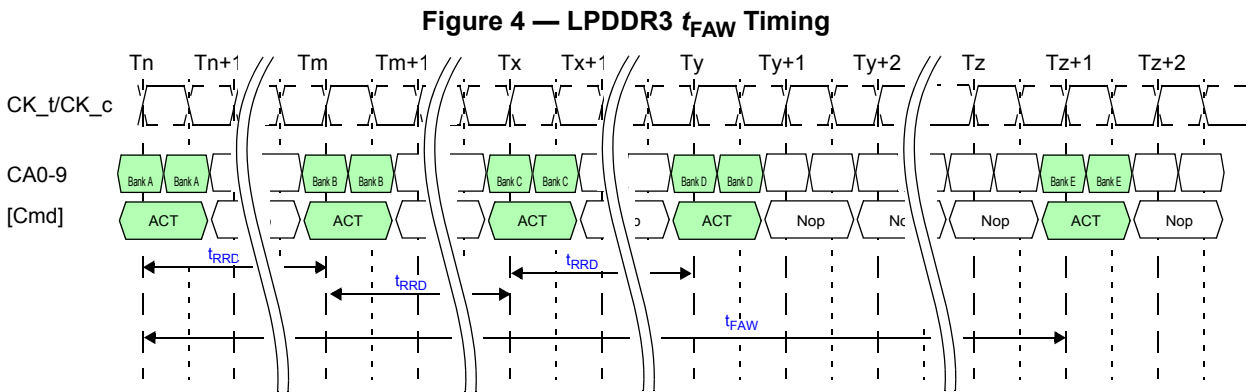 Figure 4 — LPDDR3 tFAW Timing
Tn Tn+1 Tm Tm+1 Tx Tx+1 Ty Ty+1 Ty+2 Tz Tz+1 Tz+2
CK_t/CK_c
CA0-9 Bank A Bank A Bank B Bank B Bank C Bank C Bank D Bank D Bank E Bank E
[Cmd] ACT ACT ACT ACT Nop Nop ACT Nop
tRRD tRRD
tRRD
tFAW